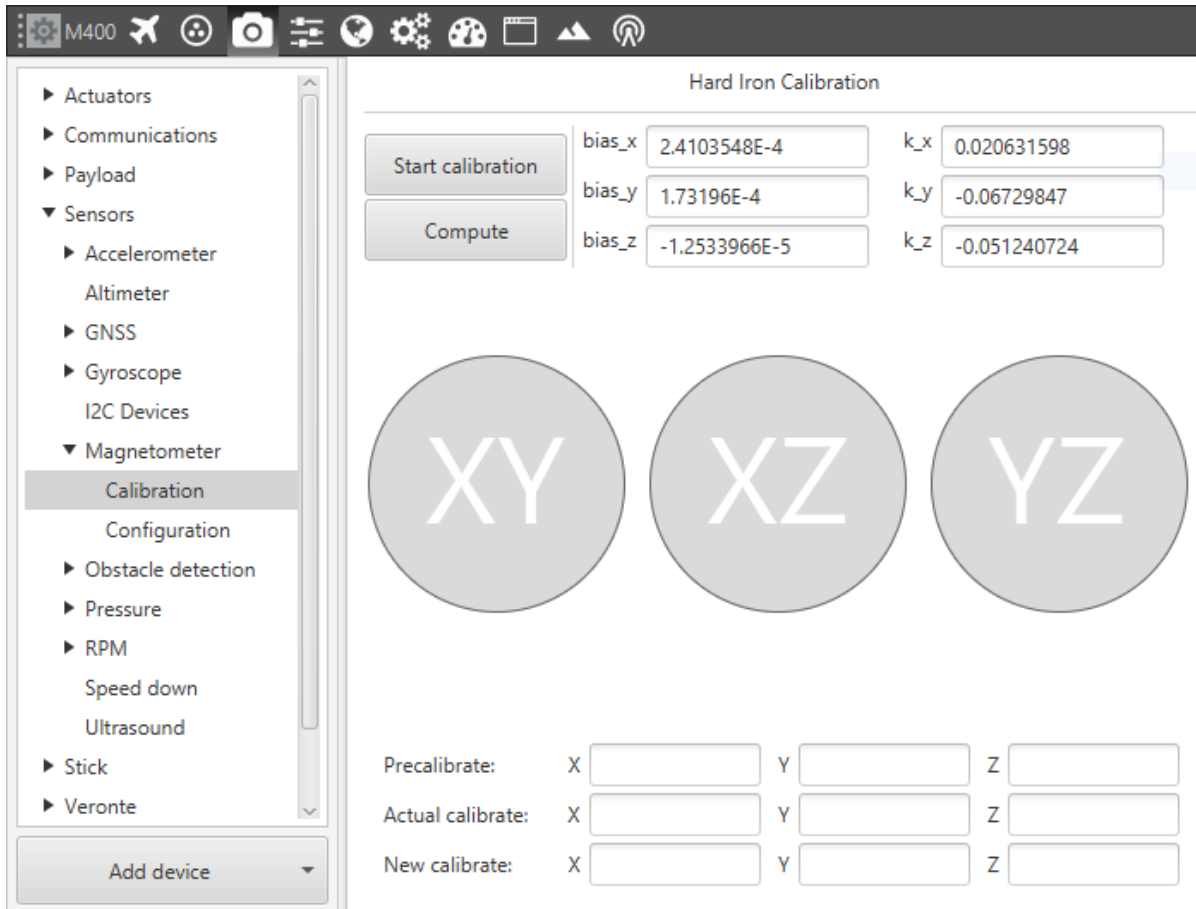 M400
Actuators
Communications
Payload
Sensors
Accelerometer
Altimeter
GNSS
Gyroscope
I2C Devices
Magnetometer
Calibration
Configuration
Obstacle detection
Pressure
RPM
Speed down
Ultrasound
Stick
Veronte
Add device
Hard Iron Calibration
Start calibration
Compute
bias_x 2.4103548E-4 k_x 0.020631598
bias_y 1.73196E-4 k_y -0.06729847
bias_z -1.2533966E-5 k_z -0.051240724
XY XZ YZ
Precalibrate: X Y Z
Actual calibrate: X Y Z
New calibrate: X Y Z